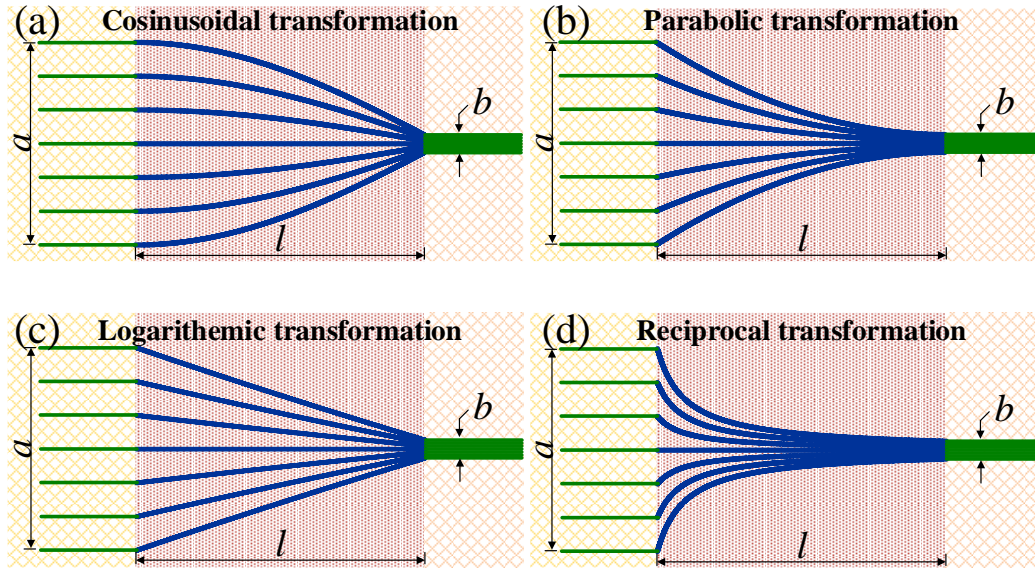 (a) Cosinusoidal transformation
a
b
l
(b) Parabolic transformation
a
b
l
(c) Logarithemic transformation
a
b
l
(d) Reciprocal transformation
a
b
l